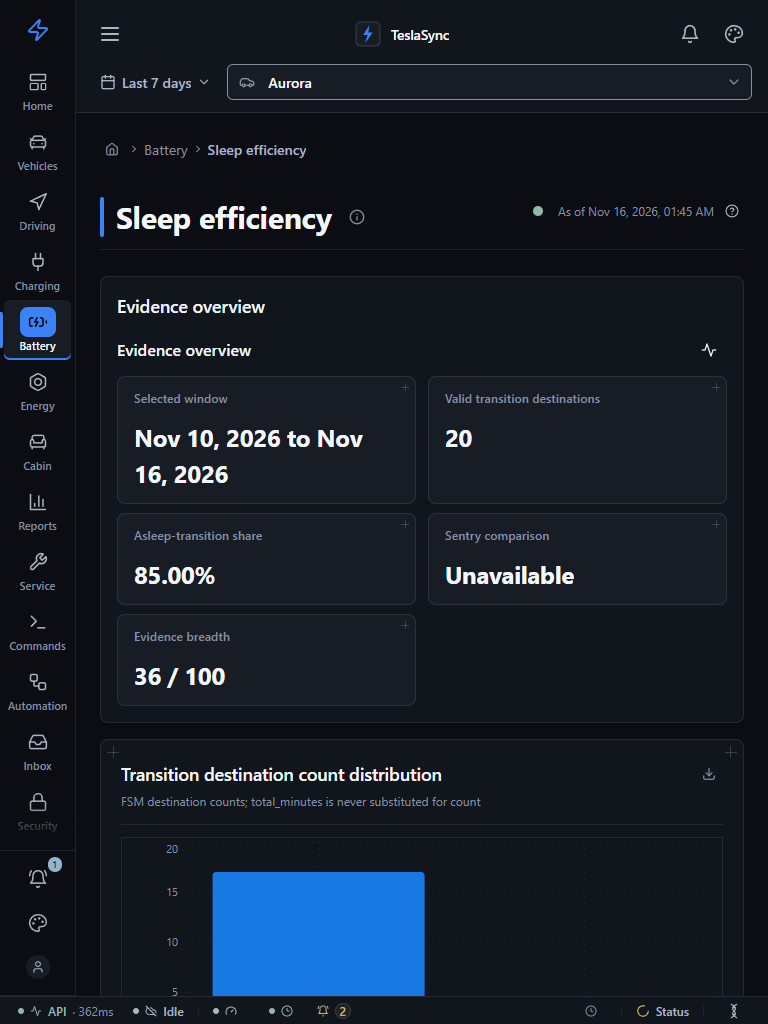 TeslaSync
Last 7 days
Aurora
Home
Vehicles
Driving
Charging
Battery
Energy
Cabin
Reports
Service
Commands
Automation
Inbox
Security
1
Battery
Sleep efficiency
Sleep efficiency
As of Nov 16, 2026, 01:45 AM
Evidence overview
Evidence overview
Selected window
Nov 10, 2026 to Nov
16, 2026
Valid transition destinations
20
Asleep-transition share
85.00%
Sentry comparison
Unavailable
Evidence breadth
36 / 100
Transition destination count distribution
FSM destination counts; total_minutes is never substituted for count
20
15
10
5
API · 362ms
Idle
2
Status